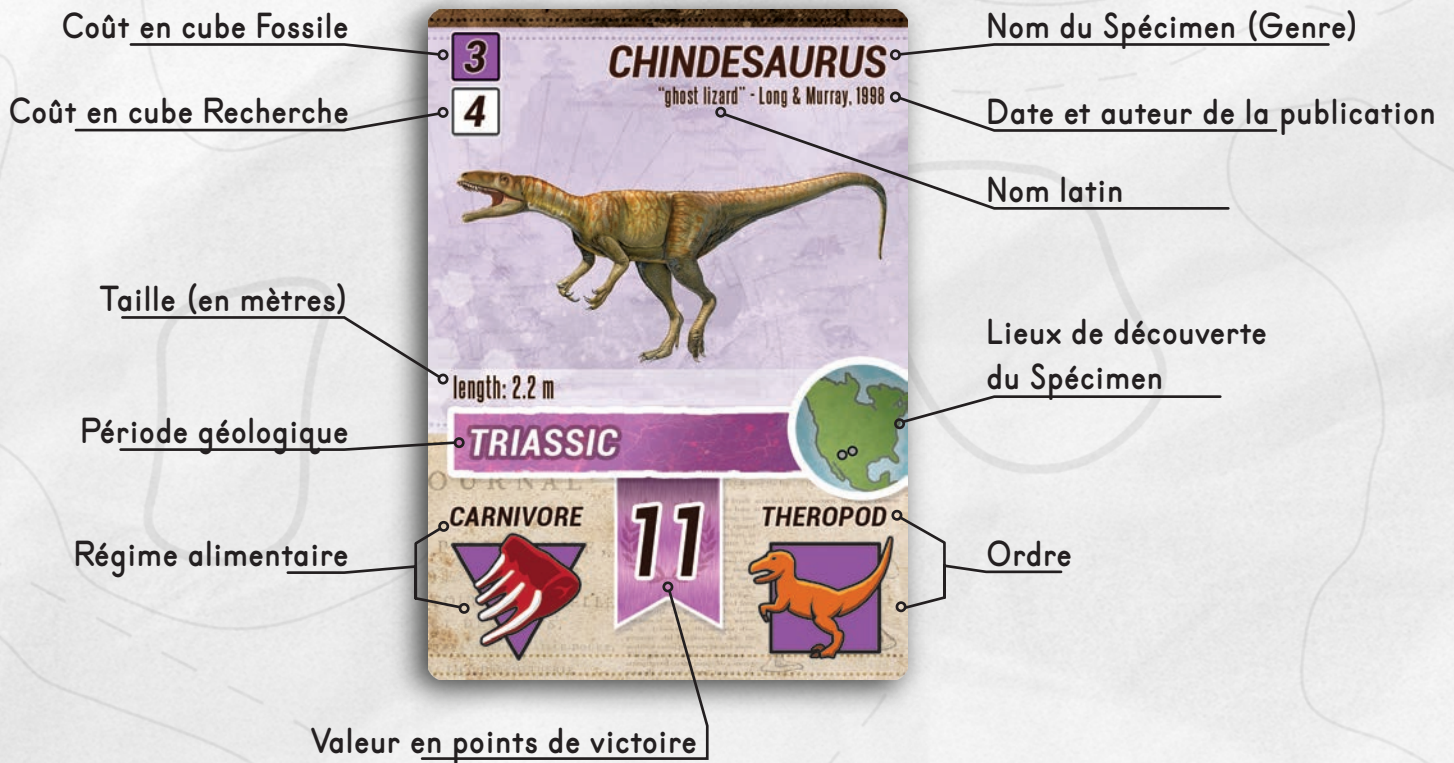 Coût en cube Fossile
Coût en cube Recherche
Taille (en mètres)
Période géologique
Régime alimentaire
3
4
CHINDESAURUS
"ghost lizard" - Long & Murray, 1998
length: 2.2 m
TRIASSIC
JOURNAL
CARNIVORE
11
THEROPOD
Nom du Spécimen (Genre)
Date et auteur de la publication
Nom latin
Lieux de découverte
du Spécimen
Ordre
Valeur en points de victoire